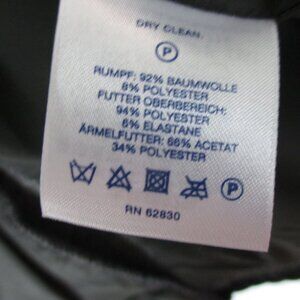 DRY CLEAN.
P
RUMPF: 92% BAUMWOLLE
8% POLYESTER
FUTTER OBERBEREICH:
94% POLYESTER
6% ELASTANE
ÄRMELFUTTER: 66% ACETAT
34% POLYESTER
P
RN 62830